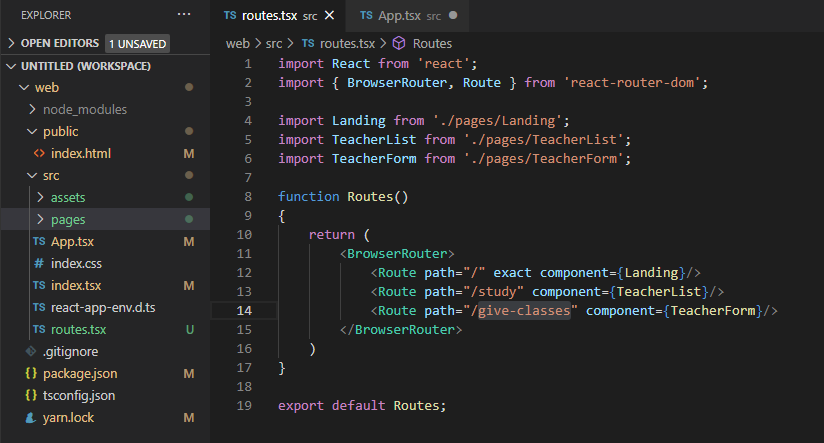 EXPLORER ···
OPEN EDITORS 1 UNSAVED
UNTITLED (WORKSPACE)
web
node_modules
public
index.html M
src
assets
pages
TS App.tsx M
# index.css
TS index.tsx M
TS react-app-env.d.ts
TS routes.tsx U
.gitignore
package.json M
tsconfig.json
yarn.lock M
TS routes.tsx src TS App.tsx src
web > src > TS routes.tsx > Routes
1 import React from 'react';
2 import { BrowserRouter, Route } from 'react-router-dom';
3
4 import Landing from './pages/Landing';
5 import TeacherList from './pages/TeacherList';
6 import TeacherForm from './pages/TeacherForm';
7
8 function Routes()
9 {
10 return (
11 <BrowserRouter>
12 <Route path="/" exact component={Landing}/>
13 <Route path="/study" component={TeacherList}/>
14 <Route path="/give-classes" component={TeacherForm}/>
15 </BrowserRouter>
16 )
17 }
18
19 export default Routes;